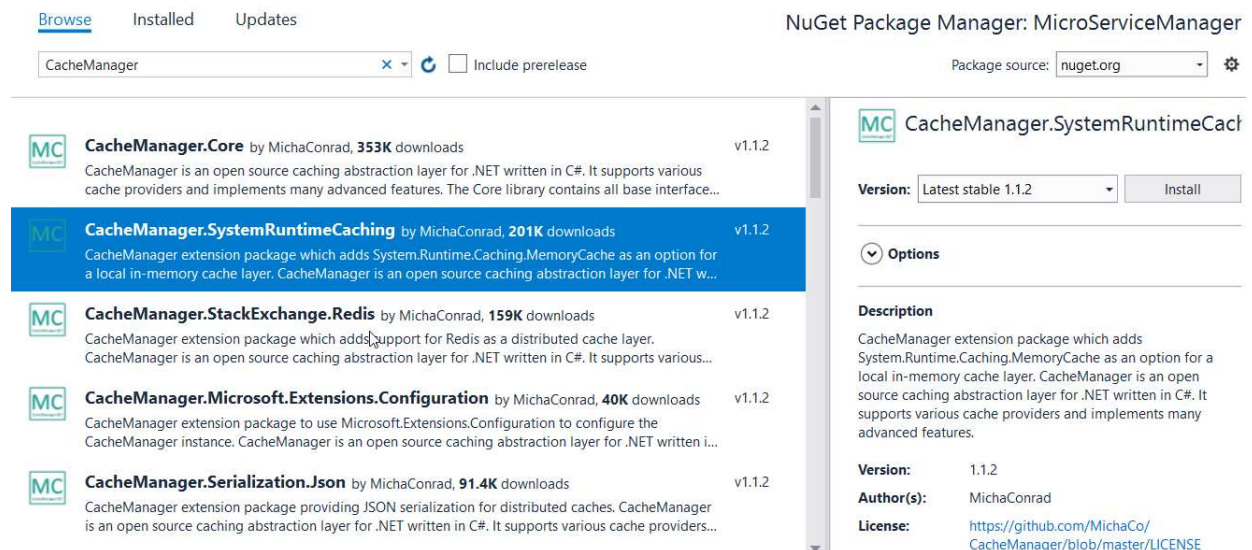 Browse Installed Updates
NuGet Package Manager: MicroServiceManager
CacheManager
Include prerelease
Package source: nuget.org
MC
CacheManager.Core by MichaConrad, 353K downloads v1.1.2
CacheManager is an open source caching abstraction layer for .NET written in C#. It supports various
cache providers and implements many advanced features. The Core library contains all base interface...
MC
CacheManager.SystemRuntimeCaching by MichaConrad, 201K downloads v1.1.2
CacheManager extension package which adds System.Runtime.Caching.MemoryCache as an option for
a local in-memory cache layer. CacheManager is an open source caching abstraction layer for .NET w...
MC
CacheManager.StackExchange.Redis by MichaConrad, 159K downloads v1.1.2
CacheManager extension package which adds support for Redis as a distributed cache layer.
CacheManager is an open source caching abstraction layer for .NET written in C#. It supports various...
MC
CacheManager.Microsoft.Extensions.Configuration by MichaConrad, 40K downloads v1.1.2
CacheManager extension package to use Microsoft.Extensions.Configuration to configure the
CacheManager instance. CacheManager is an open source caching abstraction layer for .NET written i...
MC
CacheManager.Serialization.Json by MichaConrad, 91.4K downloads v1.1.2
CacheManager extension package providing JSON serialization for distributed caches. CacheManager
is an open source caching abstraction layer for .NET written in C#. It supports various cache providers...
MC
CacheManager.SystemRuntimeCach
Version: Latest stable 1.1.2 Install
Options
Description
CacheManager extension package which adds
System.Runtime.Caching.MemoryCache as an option for a
local in-memory cache layer. CacheManager is an open
source caching abstraction layer for .NET written in C#. It
supports various cache providers and implements many
advanced features.
Version: 1.1.2
Author(s): MichaConrad
License: https://github.com/MichaCo/
CacheManager/blob/master/LICENSE